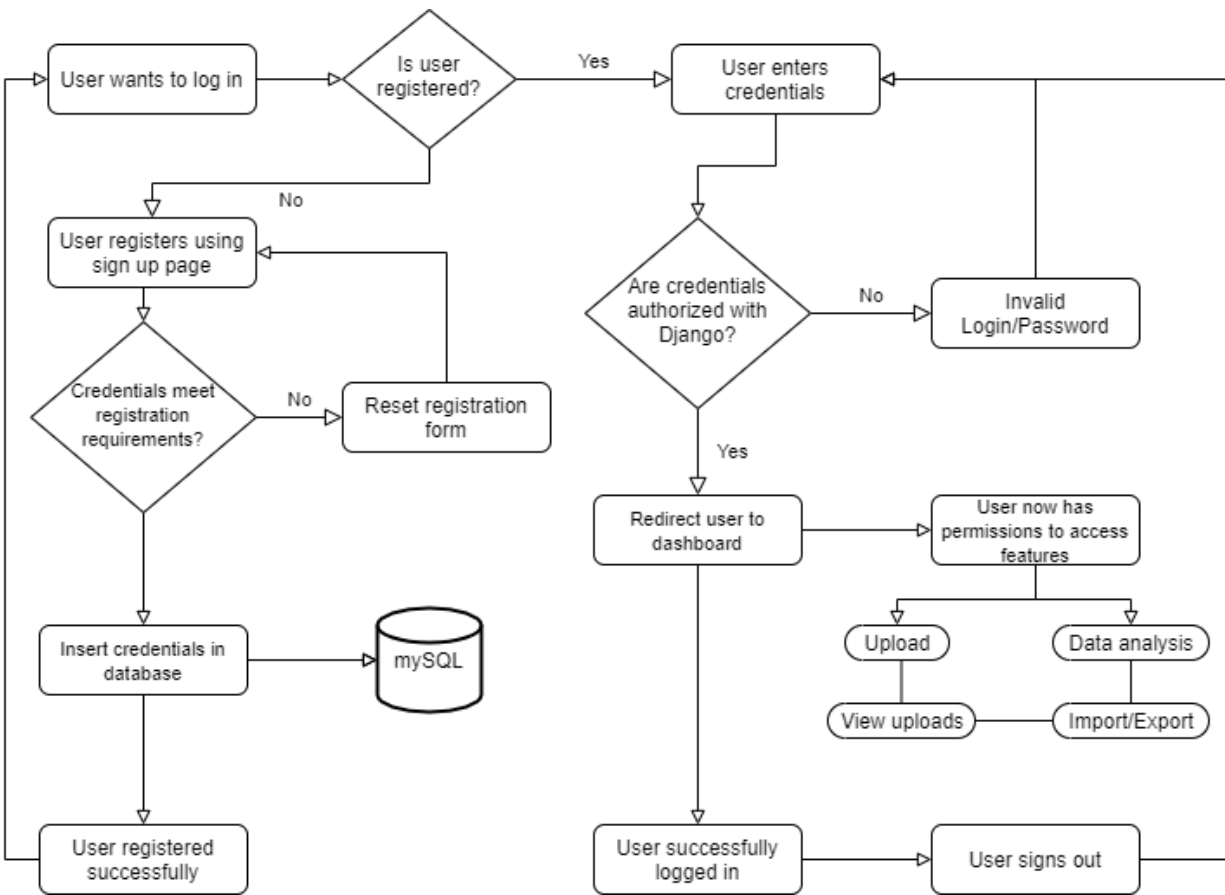 User wants to log in
Is user
registered?
Yes
User enters
credentials
No
User registers using
sign up page
Are credentials
authorized with
Django?
No
Invalid
Login/Password
Credentials meet
registration
requirements?
No
Reset registration
form
Yes
Redirect user to
dashboard
User now has
permissions to access
features
Insert credentials in
database
mySQL
Upload
Data analysis
View uploads
Import/Export
User registered
successfully
User successfully
logged in
User signs out